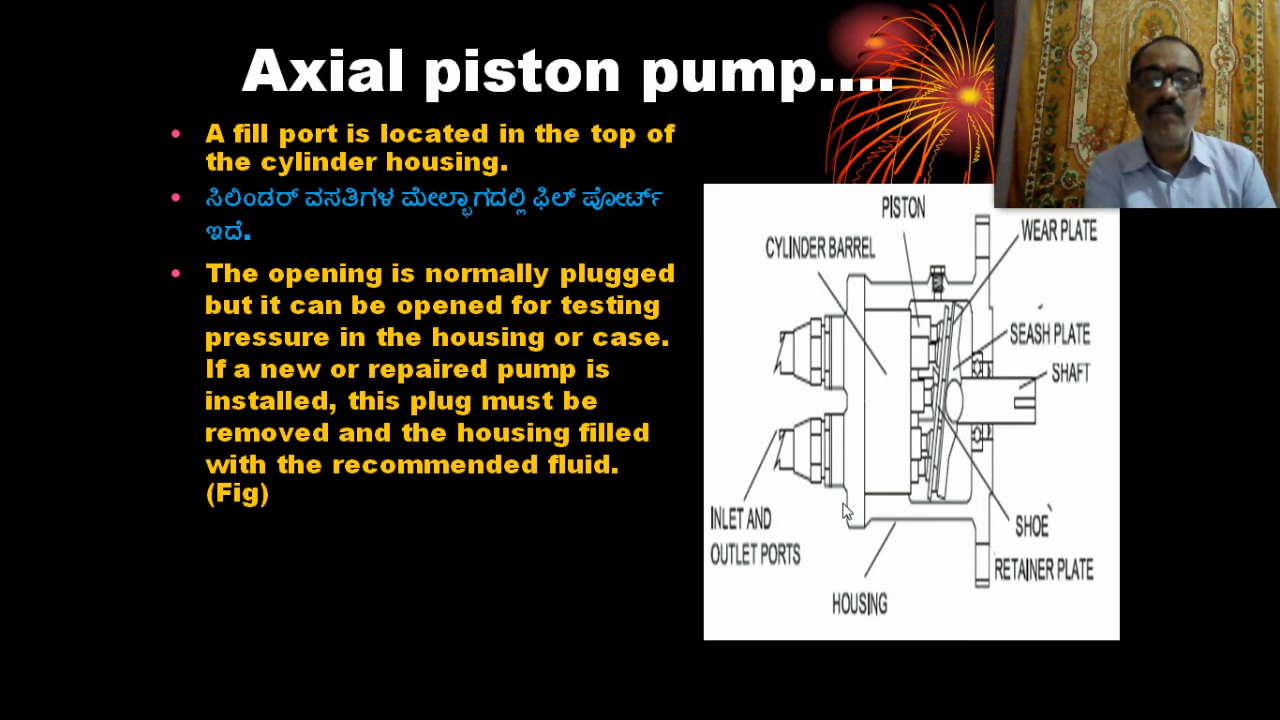 Axial piston pump....
• A fill port is located in the top of
the cylinder housing.
• ಸಿಲಿಂಡರ್ ವಸತಿಗಳ ಮೇಲ್ಭಾಗದಲ್ಲಿ ಫಿಲ್ ಪೋರ್ಟ್
ಇದೆ.
• The opening is normally plugged
but it can be opened for testing
pressure in the housing or case.
If a new or repaired pump is
installed, this plug must be
removed and the housing filled
with the recommended fluid.
(Fig)
PISTON
WEAR PLATE
CYLINDER BARREL
SEASH PLATE
SHAFT
INLET AND
OUTLET PORTS
SHOE
RETAINER PLATE
HOUSING